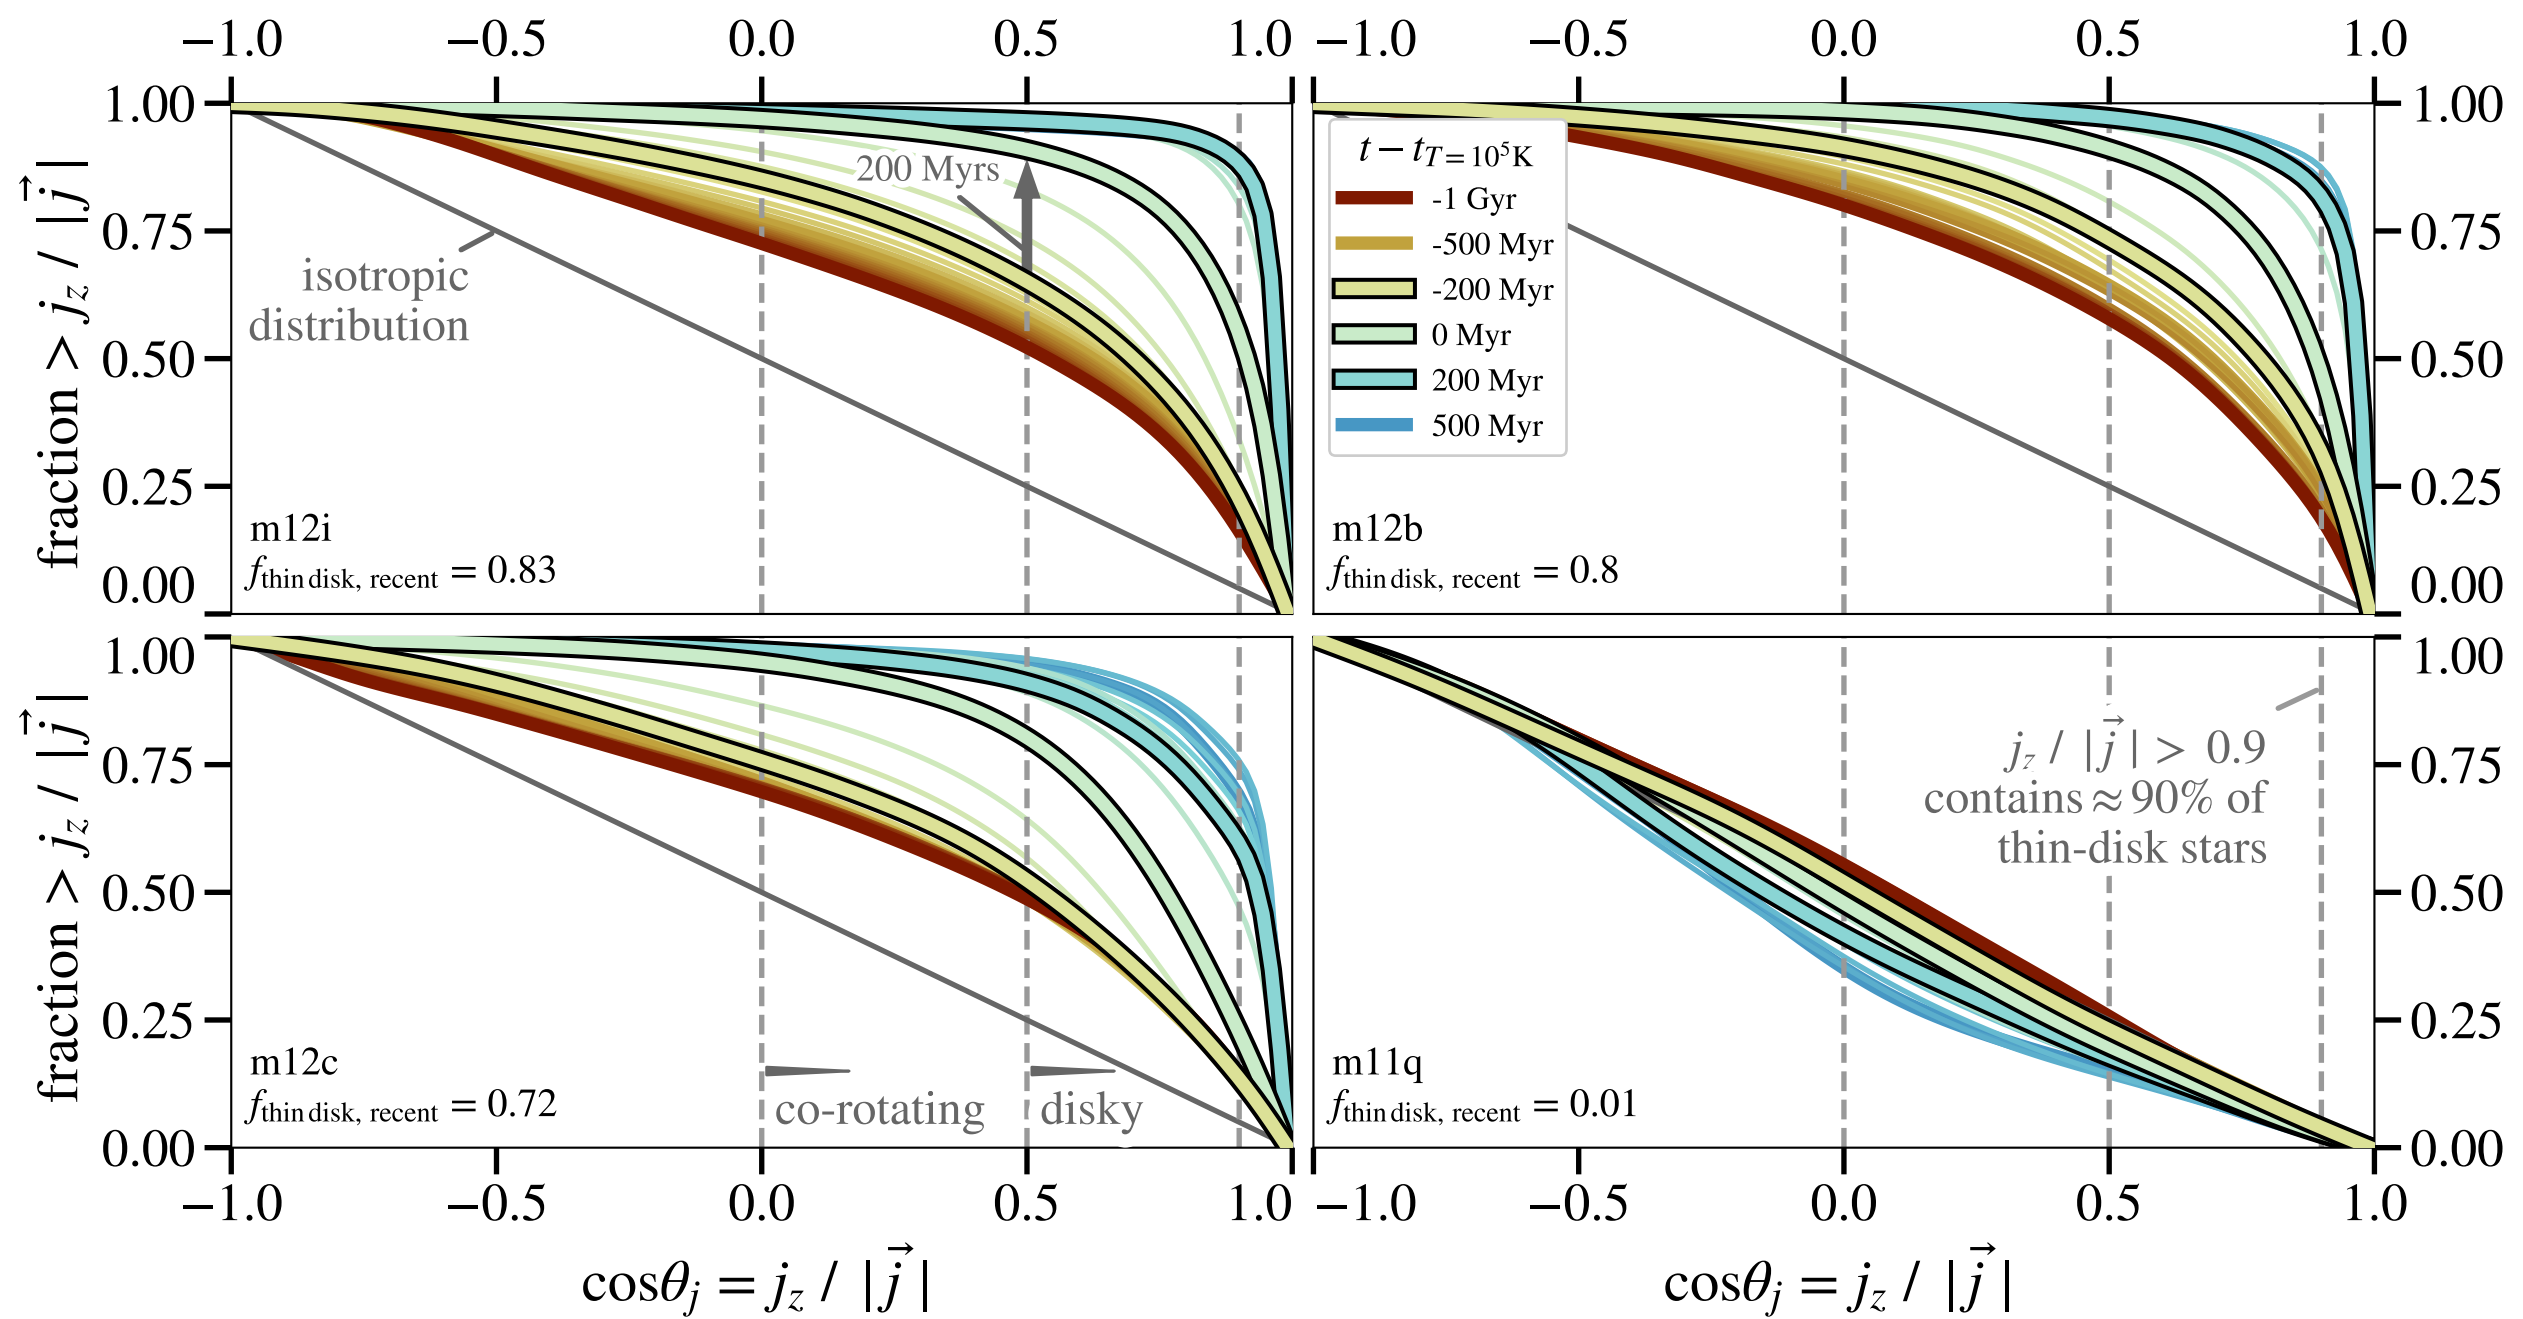 −1.0 −0.5 0.0 0.5 1.0 −1.0 −0.5 0.0 0.5 1.0
fraction > j_z / |j⃗|
1.00
0.75
0.50
0.25
0.00
200 Myrs
isotropic
distribution
m12i
f_thin disk, recent = 0.83
t − t_{T=10⁵K}
-1 Gyr
-500 Myr
-200 Myr
0 Myr
200 Myr
500 Myr
m12b
f_thin disk, recent = 0.8
1.00
0.75
0.50
0.25
0.00
fraction > j_z / |j⃗|
1.00
0.75
0.50
0.25
0.00
m12c
f_thin disk, recent = 0.72
co-rotating
disky
j_z / |j⃗| > 0.9
contains ≈ 90% of
thin-disk stars
m11q
f_thin disk, recent = 0.01
1.00
0.75
0.50
0.25
0.00
−1.0 −0.5 0.0 0.5 1.0 −1.0 −0.5 0.0 0.5 1.0
cosθ_j = j_z / |j⃗|
cosθ_j = j_z / |j⃗|